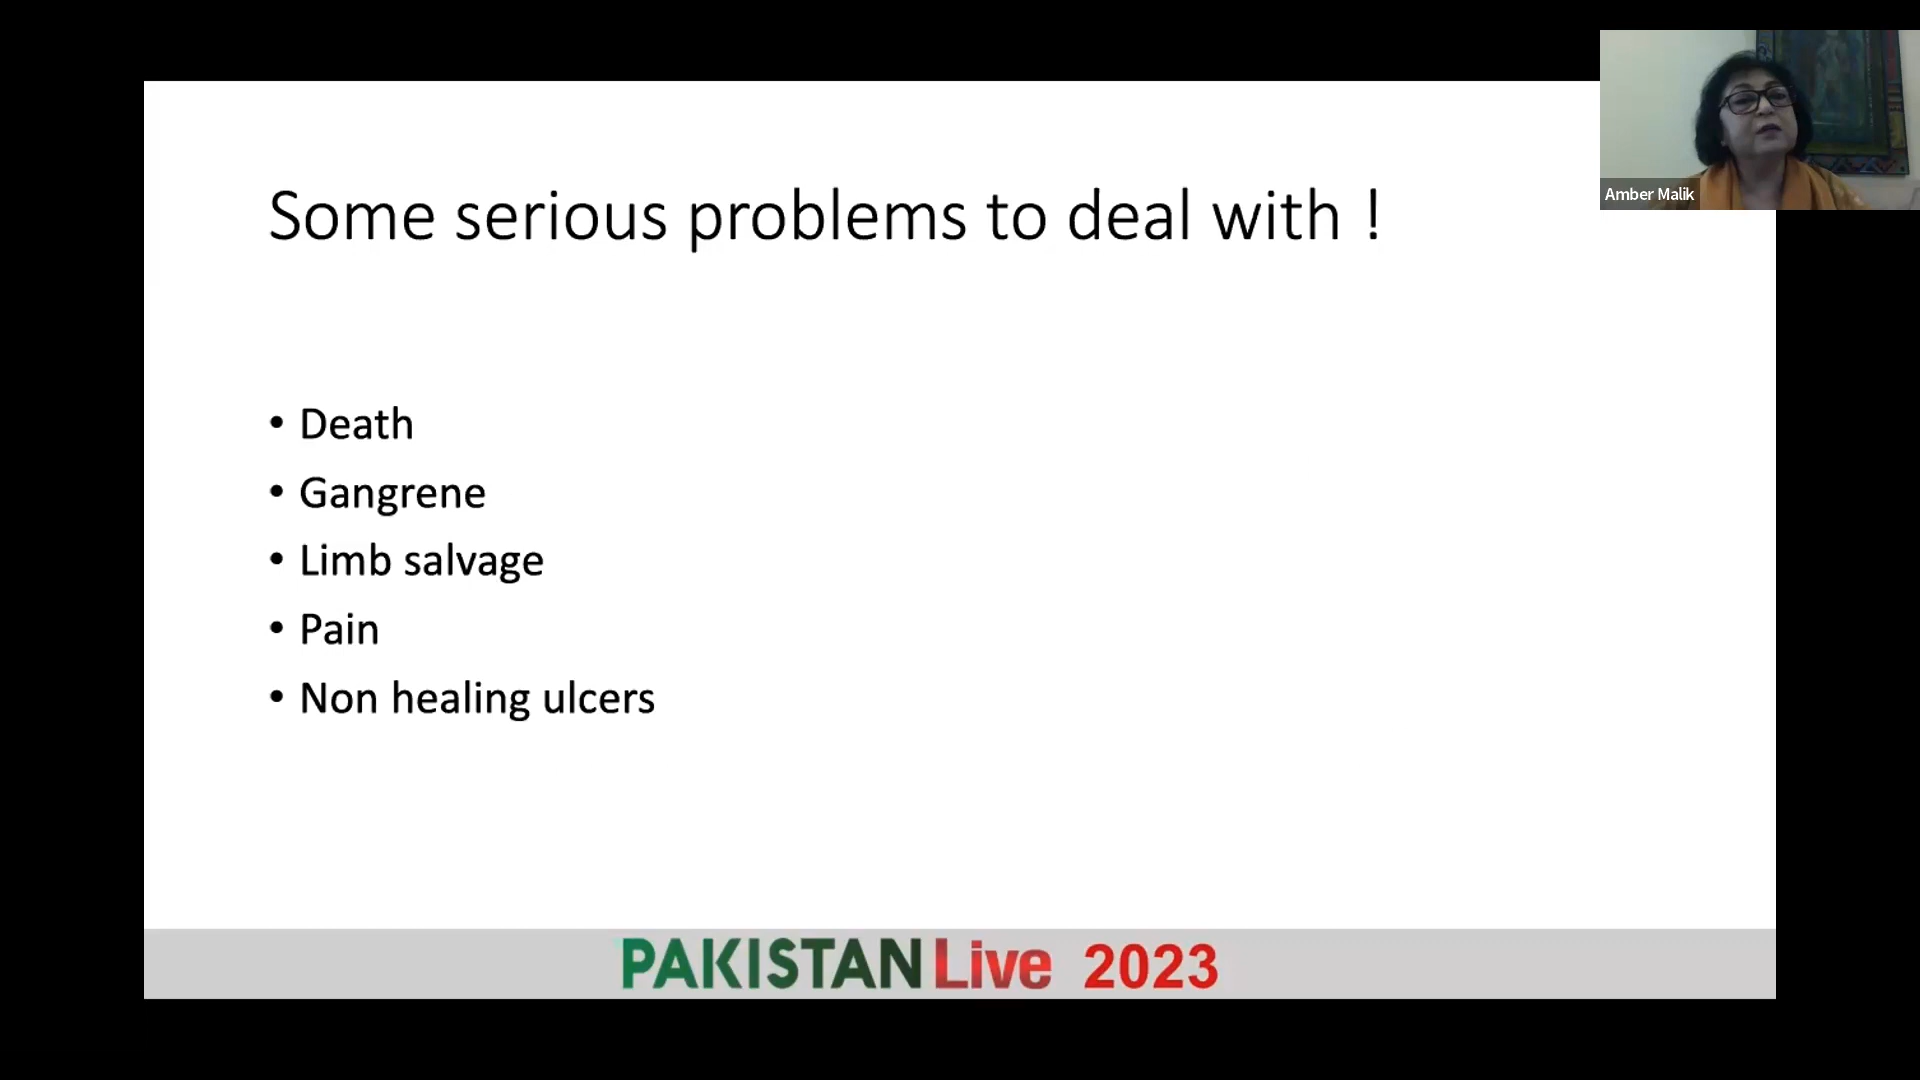 Some serious problems to deal with !
Amber Malik
• Death
• Gangrene
• Limb salvage
• Pain
• Non healing ulcers
PAKISTAN Live 2023